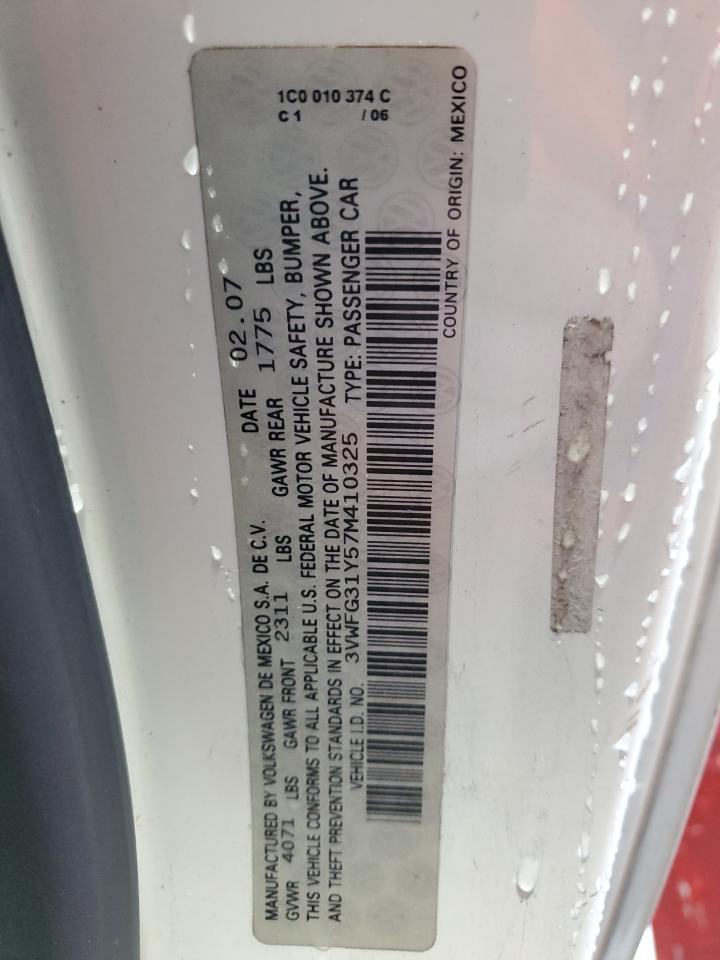 1C0 010 374 C
C 1 / 06
MANUFACTURED BY VOLKSWAGEN DE MEXICO S.A. DE C.V. DATE 02.07
GVWR 4071 LBS GAWR FRONT 2311 LBS GAWR REAR 1775 LBS
THIS VEHICLE CONFORMS TO ALL APPLICABLE U.S. FEDERAL MOTOR VEHICLE SAFETY, BUMPER,
AND THEFT PREVENTION STANDARDS IN EFFECT ON THE DATE OF MANUFACTURE SHOWN ABOVE.
VEHICLE I.D. NO. 3VWFG31Y57M410325 TYPE: PASSENGER CAR
COUNTRY OF ORIGIN: MEXICO